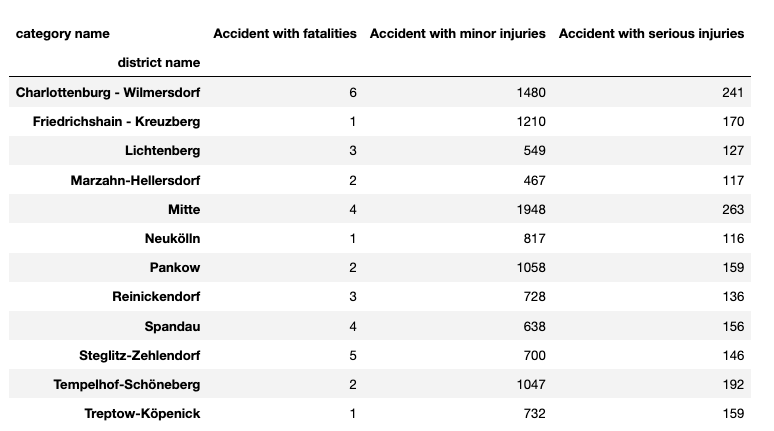 category name Accident with fatalities Accident with minor injuries Accident with serious injuries
district name
Charlottenburg - Wilmersdorf 6 1480 241
Friedrichshain - Kreuzberg 1 1210 170
Lichtenberg 3 549 127
Marzahn-Hellersdorf 2 467 117
Mitte 4 1948 263
Neukölln 1 817 116
Pankow 2 1058 159
Reinickendorf 3 728 136
Spandau 4 638 156
Steglitz-Zehlendorf 5 700 146
Tempelhof-Schöneberg 2 1047 192
Treptow-Köpenick 1 732 159